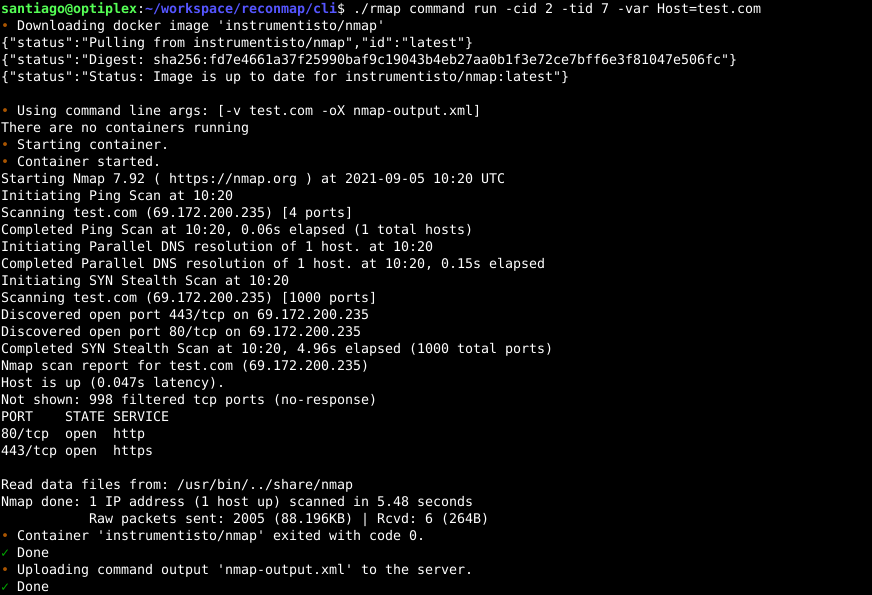 santiago@optiplex:~/workspace/reconmap/cli$ ./rmap command run -cid 2 -tid 7 -var Host=test.com
• Downloading docker image 'instrumentisto/nmap'
{"status":"Pulling from instrumentisto/nmap","id":"latest"}
{"status":"Digest: sha256:fd7e4661a37f25990baf9c19043b4eb27aa0b1f3e72ce7bff6e3f81047e506fc"}
{"status":"Status: Image is up to date for instrumentisto/nmap:latest"}

• Using command line args: [-v test.com -oX nmap-output.xml]
There are no containers running
• Starting container.
• Container started.
Starting Nmap 7.92 ( https://nmap.org ) at 2021-09-05 10:20 UTC
Initiating Ping Scan at 10:20
Scanning test.com (69.172.200.235) [4 ports]
Completed Ping Scan at 10:20, 0.06s elapsed (1 total hosts)
Initiating Parallel DNS resolution of 1 host. at 10:20
Completed Parallel DNS resolution of 1 host. at 10:20, 0.15s elapsed
Initiating SYN Stealth Scan at 10:20
Scanning test.com (69.172.200.235) [1000 ports]
Discovered open port 443/tcp on 69.172.200.235
Discovered open port 80/tcp on 69.172.200.235
Completed SYN Stealth Scan at 10:20, 4.96s elapsed (1000 total ports)
Nmap scan report for test.com (69.172.200.235)
Host is up (0.047s latency).
Not shown: 998 filtered tcp ports (no-response)
PORT    STATE SERVICE
80/tcp  open  http
443/tcp open  https

Read data files from: /usr/bin/../share/nmap
Nmap done: 1 IP address (1 host up) scanned in 5.48 seconds
           Raw packets sent: 2005 (88.196KB) | Rcvd: 6 (264B)
• Container 'instrumentisto/nmap' exited with code 0.
✓ Done
• Uploading command output 'nmap-output.xml' to the server.
✓ Done